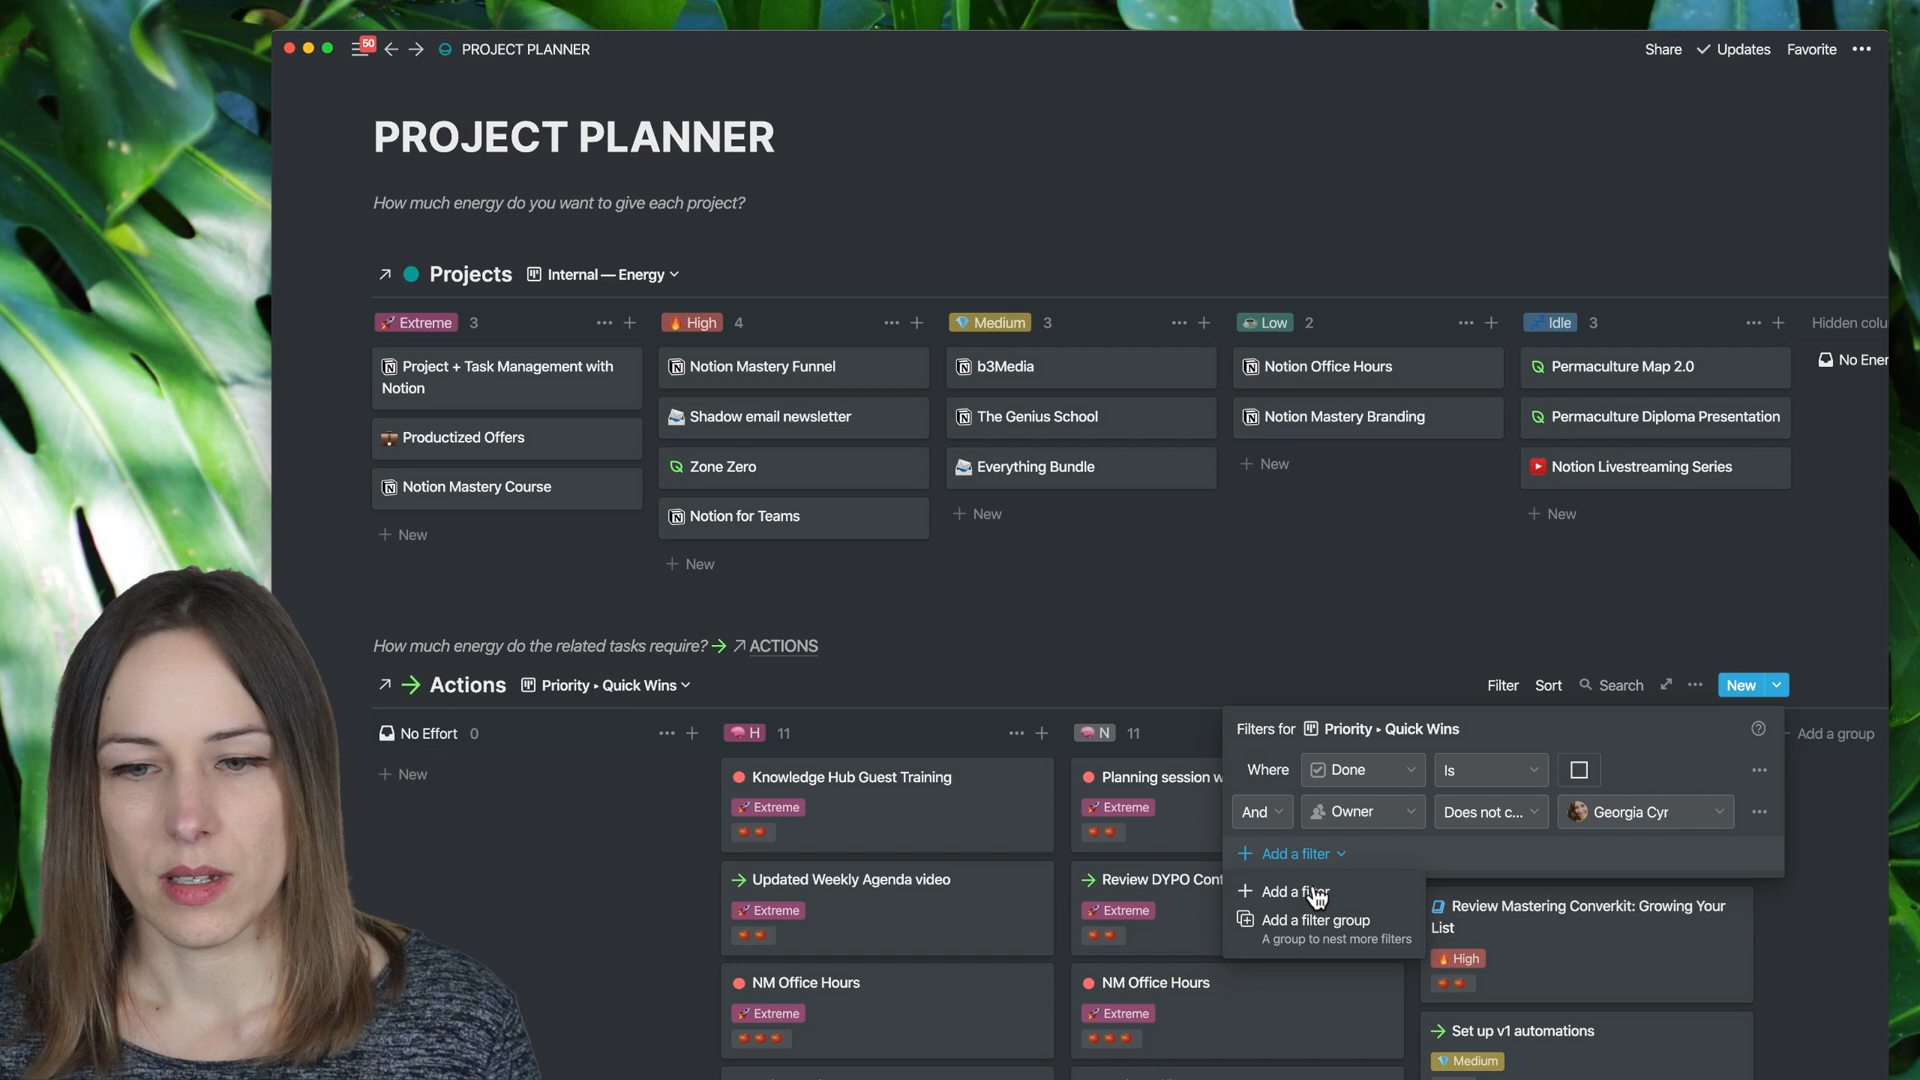 50
PROJECT PLANNER
Share
Updates
Favorite
PROJECT PLANNER
How much energy do you want to give each project?
Projects
Internal — Energy
Extreme 3
High 4
Medium 3
Low 2
Idle 3
Hidden colu
Project + Task Management with
Notion
Productized Offers
Notion Mastery Course
New
Notion Mastery Funnel
Shadow email newsletter
Zone Zero
Notion for Teams
New
b3Media
The Genius School
Everything Bundle
New
Notion Office Hours
Notion Mastery Branding
New
Permaculture Map 2.0
Permaculture Diploma Presentation
Notion Livestreaming Series
New
No Ener
How much energy do the related tasks require? → ↗ ACTIONS
Actions
Priority ▸ Quick Wins
Filter
Sort
Search
New
No Effort 0
New
H 11
Knowledge Hub Guest Training
Extreme
Updated Weekly Agenda video
Extreme
NM Office Hours
Extreme
N 11
Planning session w
Extreme
Review DYPO Cont
Extreme
NM Office Hours
Extreme
Filters for Priority ▸ Quick Wins
Where Done Is
And Owner Does not c... Georgia Cyr
Add a filter
Add a filter
Add a filter group
A group to nest more filters
Add a group
Review Mastering Converkit: Growing Your
List
High
Set up v1 automations
Medium